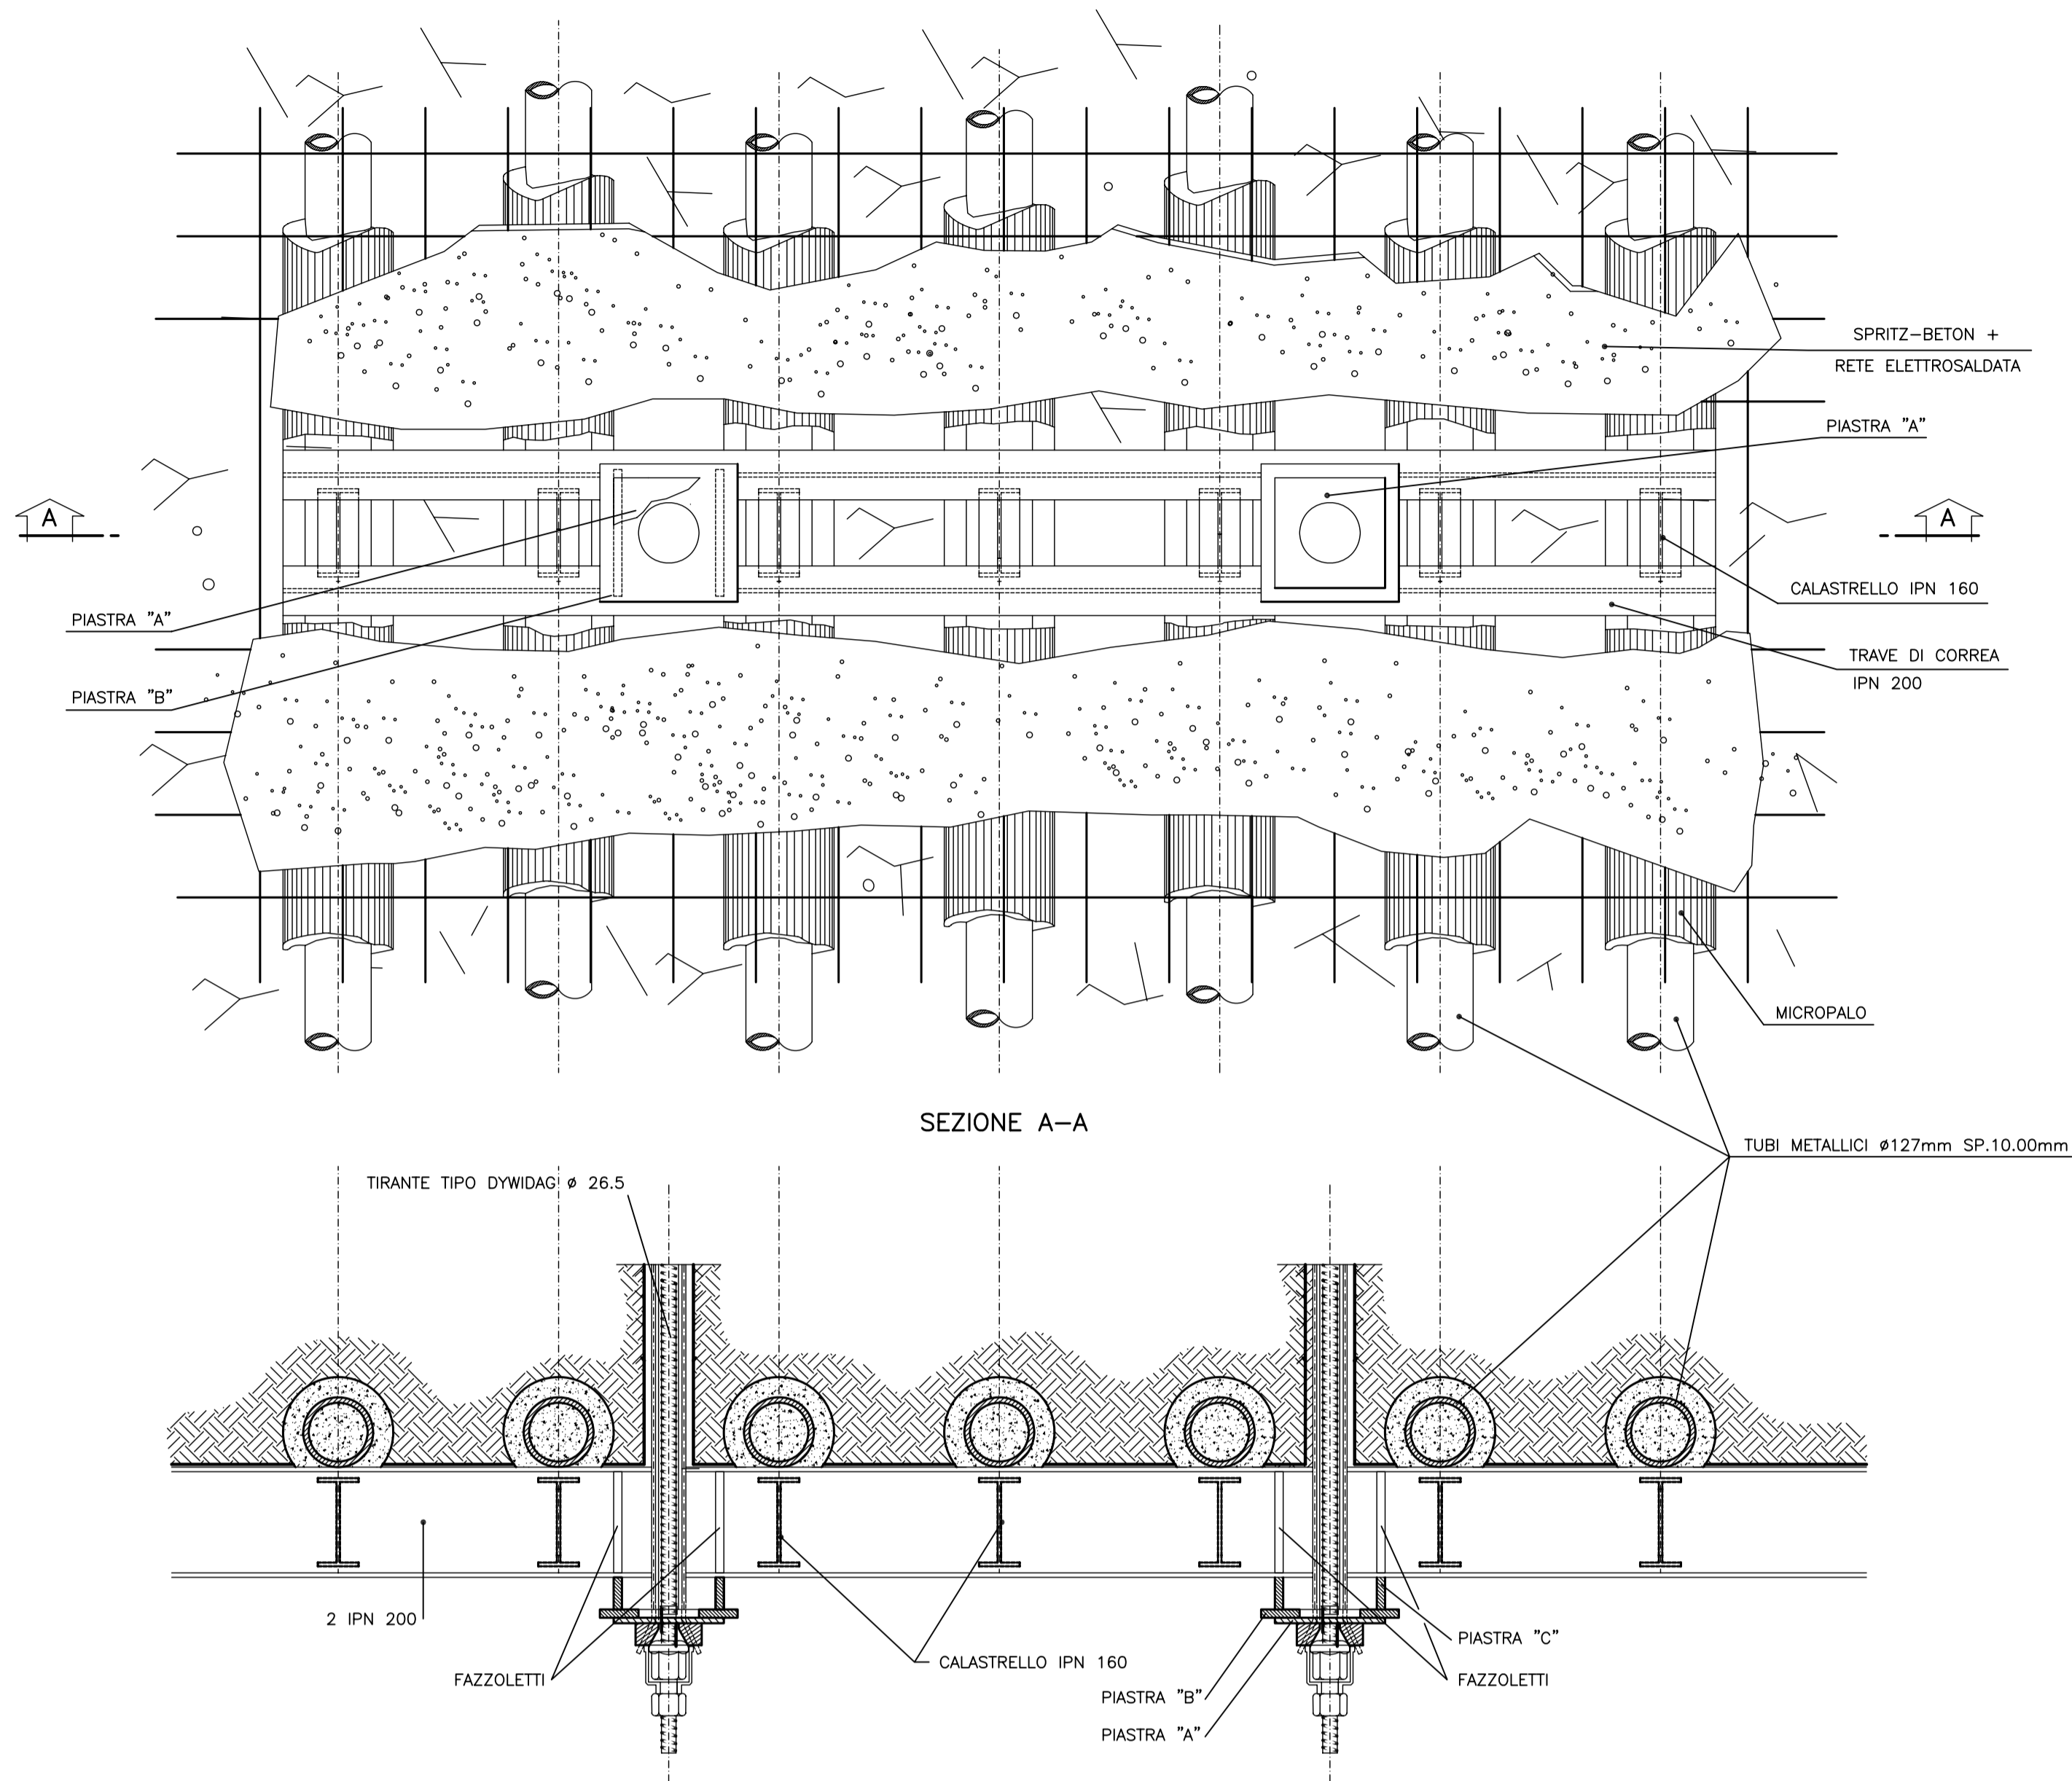 SPRITZ-BETON +
RETE ELETTROSALDATA
PIASTRA "A"
A
A
CALASTRELLO IPN 160
PIASTRA "A"
TRAVE DI CORREA
IPN 200
PIASTRA "B"
MICROPALO
SEZIONE A-A
TUBI METALLICI ø127mm SP.10.00mm
TIRANTE TIPO DYWIDAG ø 26.5
2 IPN 200
PIASTRA "C"
CALASTRELLO IPN 160
FAZZOLETTI
FAZZOLETTI
PIASTRA "B"
PIASTRA "A"